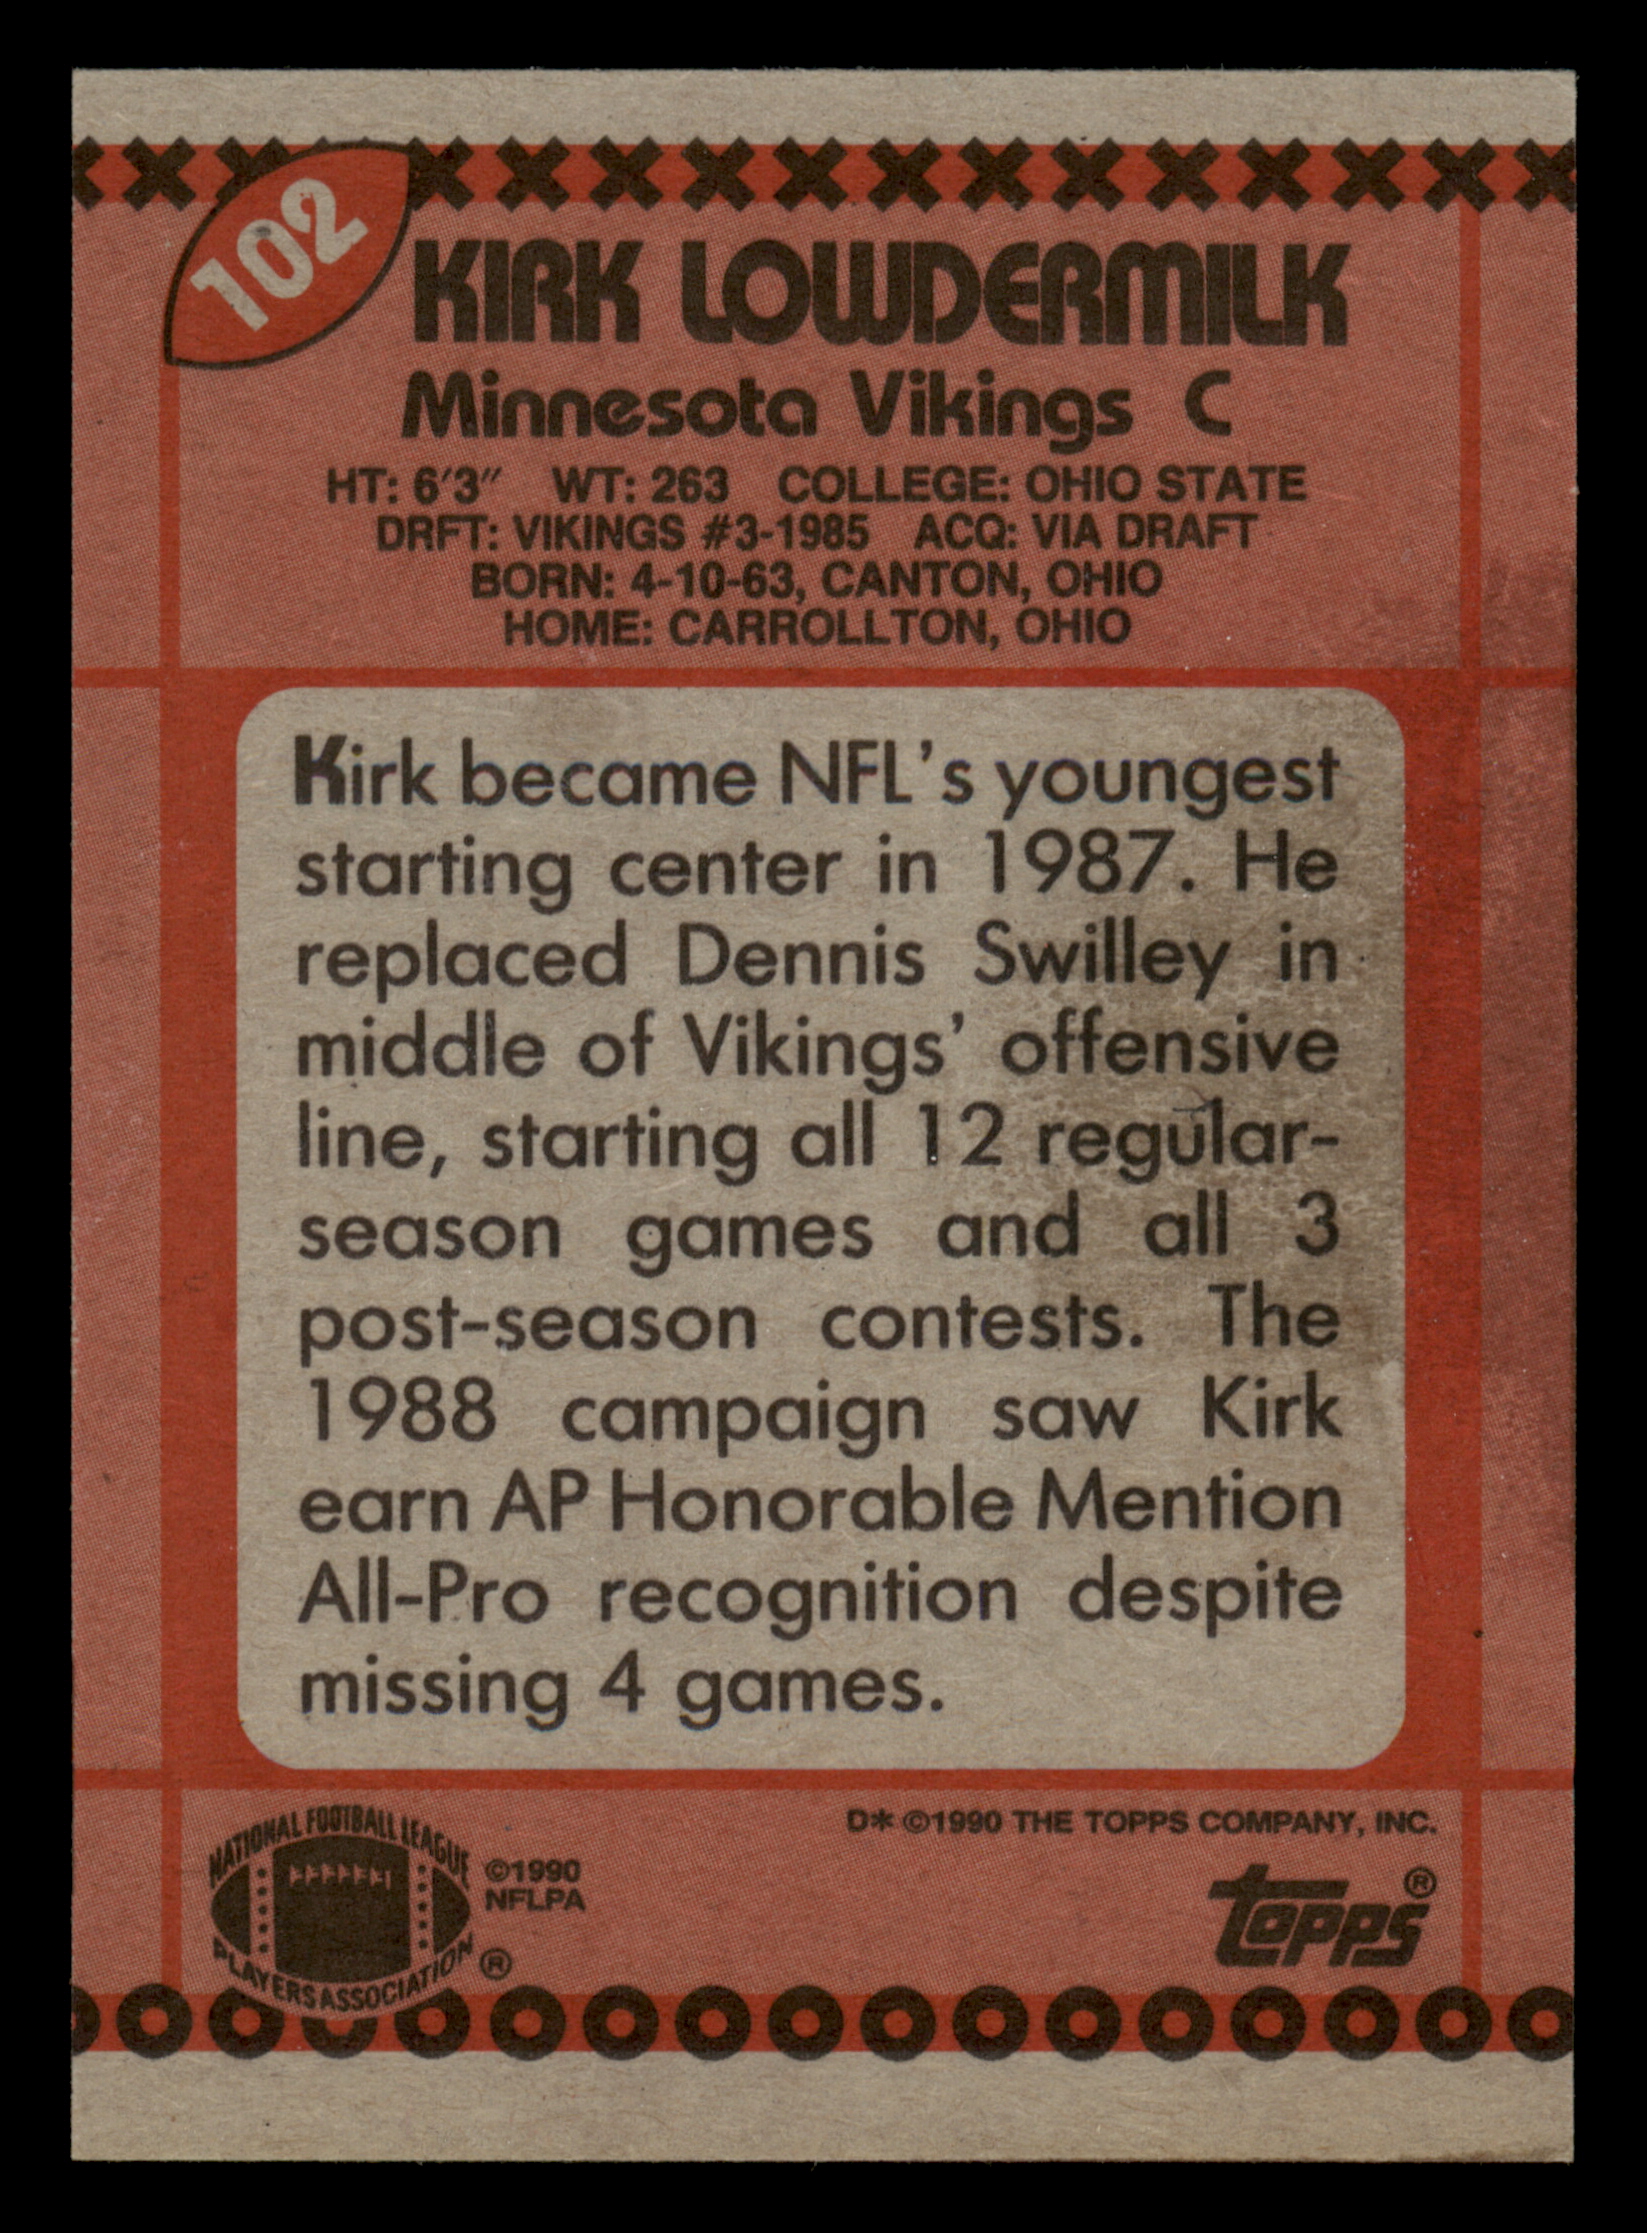 102
KIRK LOWDERMILK
Minnesota Vikings C
HT: 6'3" WT: 263 COLLEGE: OHIO STATE
DRFT: VIKINGS #3-1985 ACQ: VIA DRAFT
BORN: 4-10-63, CANTON, OHIO
HOME: CARROLLTON, OHIO
Kirk became NFL's youngest
starting center in 1987. He
replaced Dennis Swilley in
middle of Vikings' offensive
line, starting all 12 regular-
season games and all 3
post-season contests. The
1988 campaign saw Kirk
earn AP Honorable Mention
All-Pro recognition despite
missing 4 games.
D* ©1990 THE TOPPS COMPANY, INC.
NATIONAL FOOTBALL LEAGUE
PLAYERS ASSOCIATION ®
©1990
NFLPA
topps®